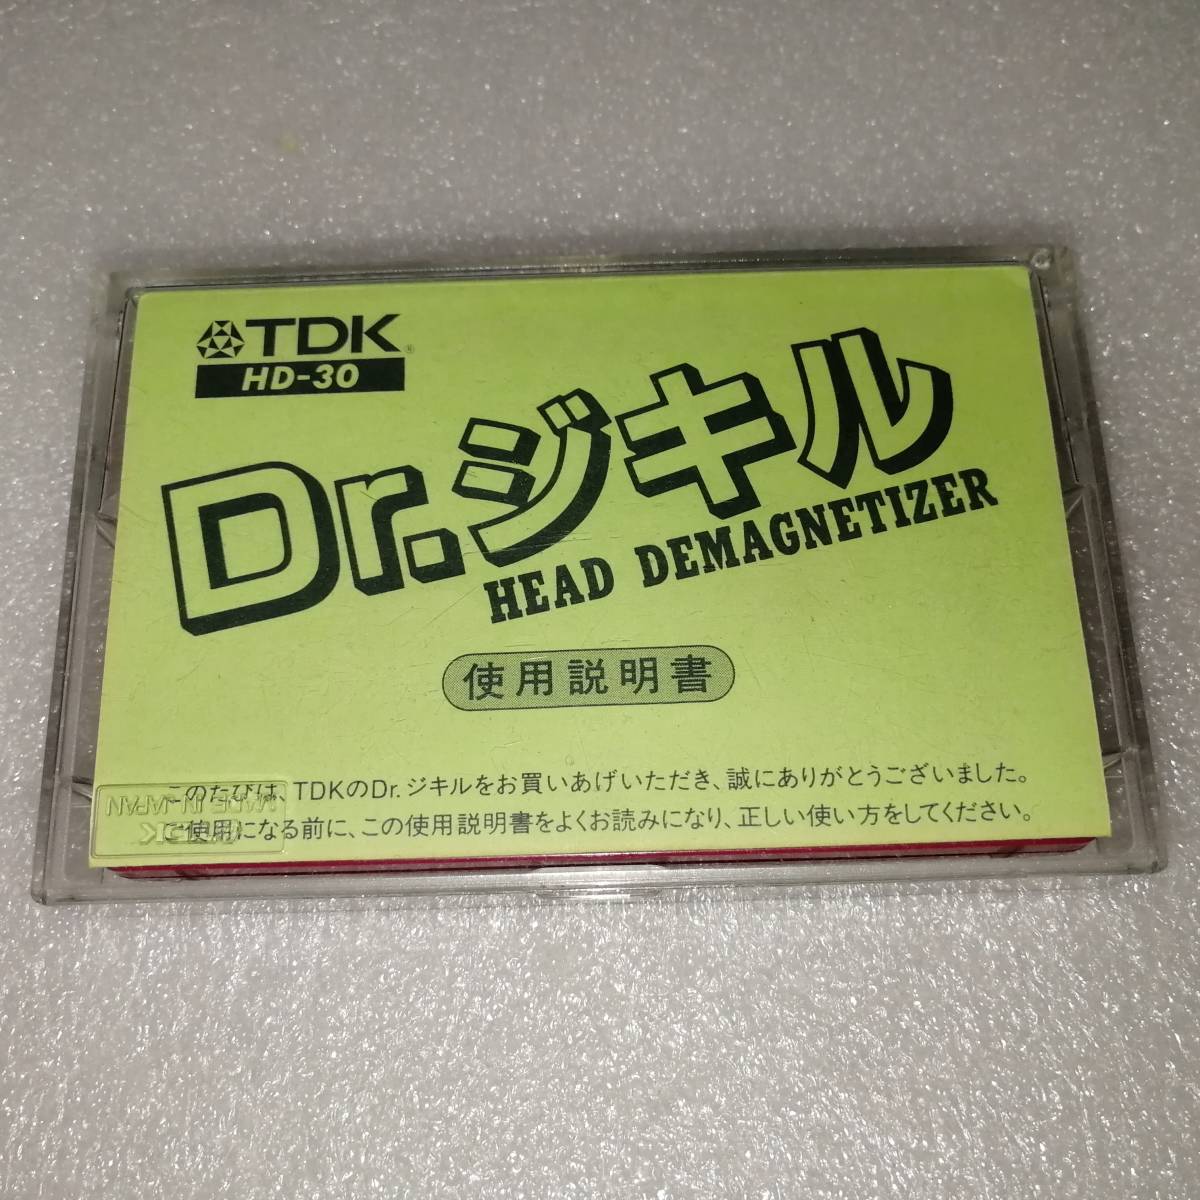 TDK®
HD-30
Dr.ジキル
HEAD DEMAGNETIZER
使用説明書
このたびは、TDKのDr.ジキルをお買いあげいただき、誠にありがとうございました。
ご使用になる前に、この使用説明書をよくお読みになり、正しい使い方をしてください。
MADE IN JAPAN
TDK